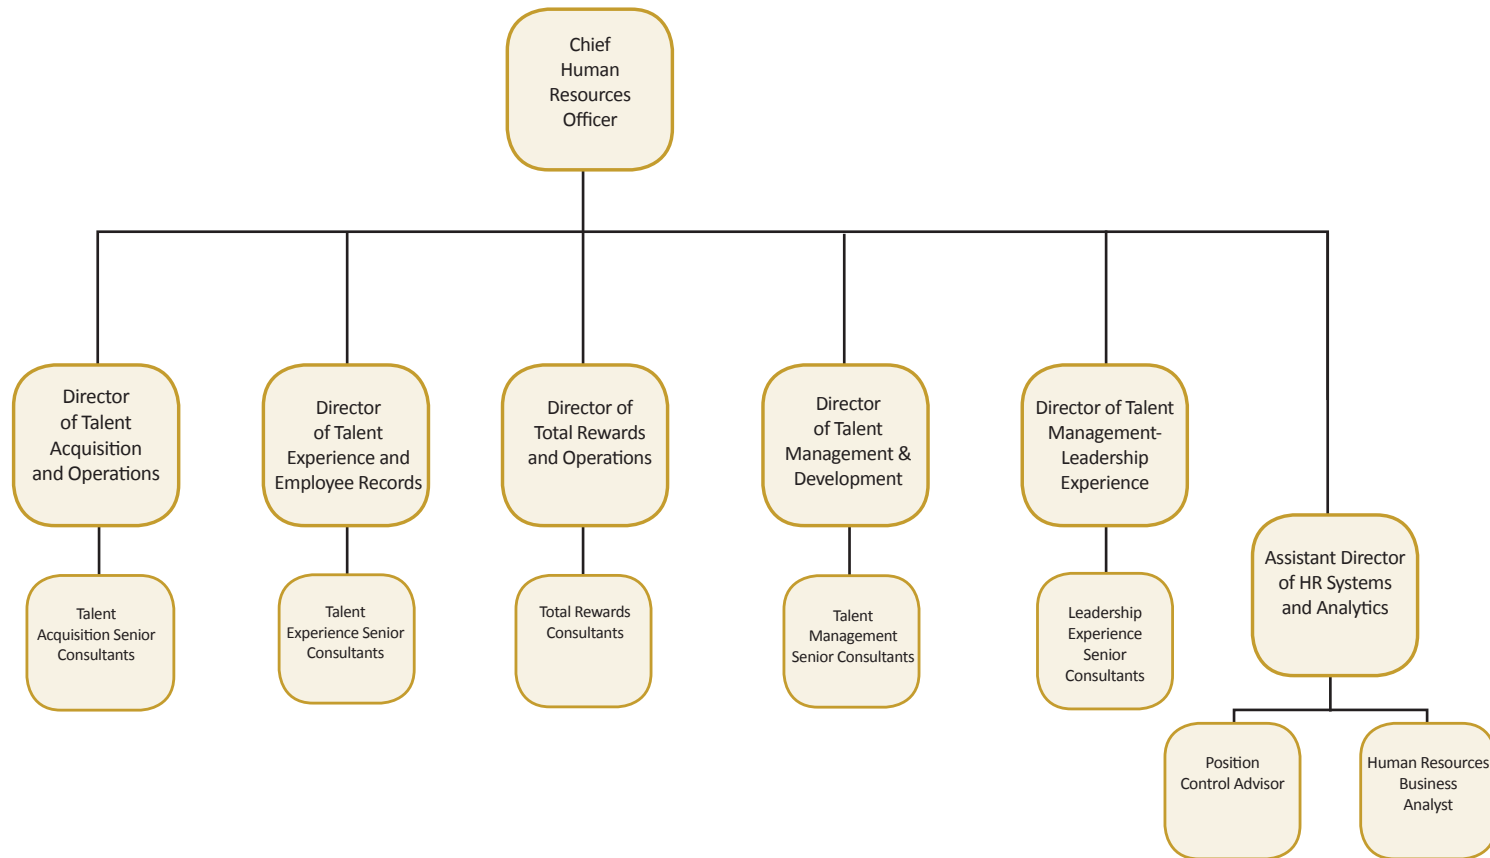 Chief
Human
Resources
Officer
Director
of Talent
Acquisition
and Operations
Director
of Talent
Experience and
Employee Records
Director of
Total Rewards
and Operations
Director
of Talent
Management &
Development
Director of Talent
Management-
Leadership
Experience
Assistant Director
of HR Systems
and Analytics
Talent
Acquisition Senior
Consultants
Talent
Experience Senior
Consultants
Total Rewards
Consultants
Talent
Management
Senior Consultants
Leadership
Experience
Senior
Consultants
Position
Control Advisor
Human Resources
Business
Analyst